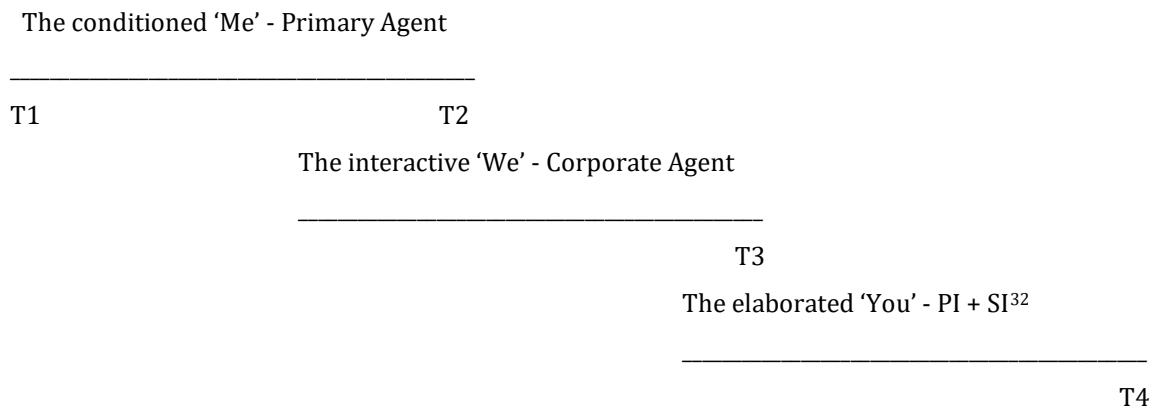 The conditioned ‘Me’ - Primary Agent
T1 T2
The interactive ‘We’ - Corporate Agent
T3
The elaborated ‘You’ - PI + SI32
T4